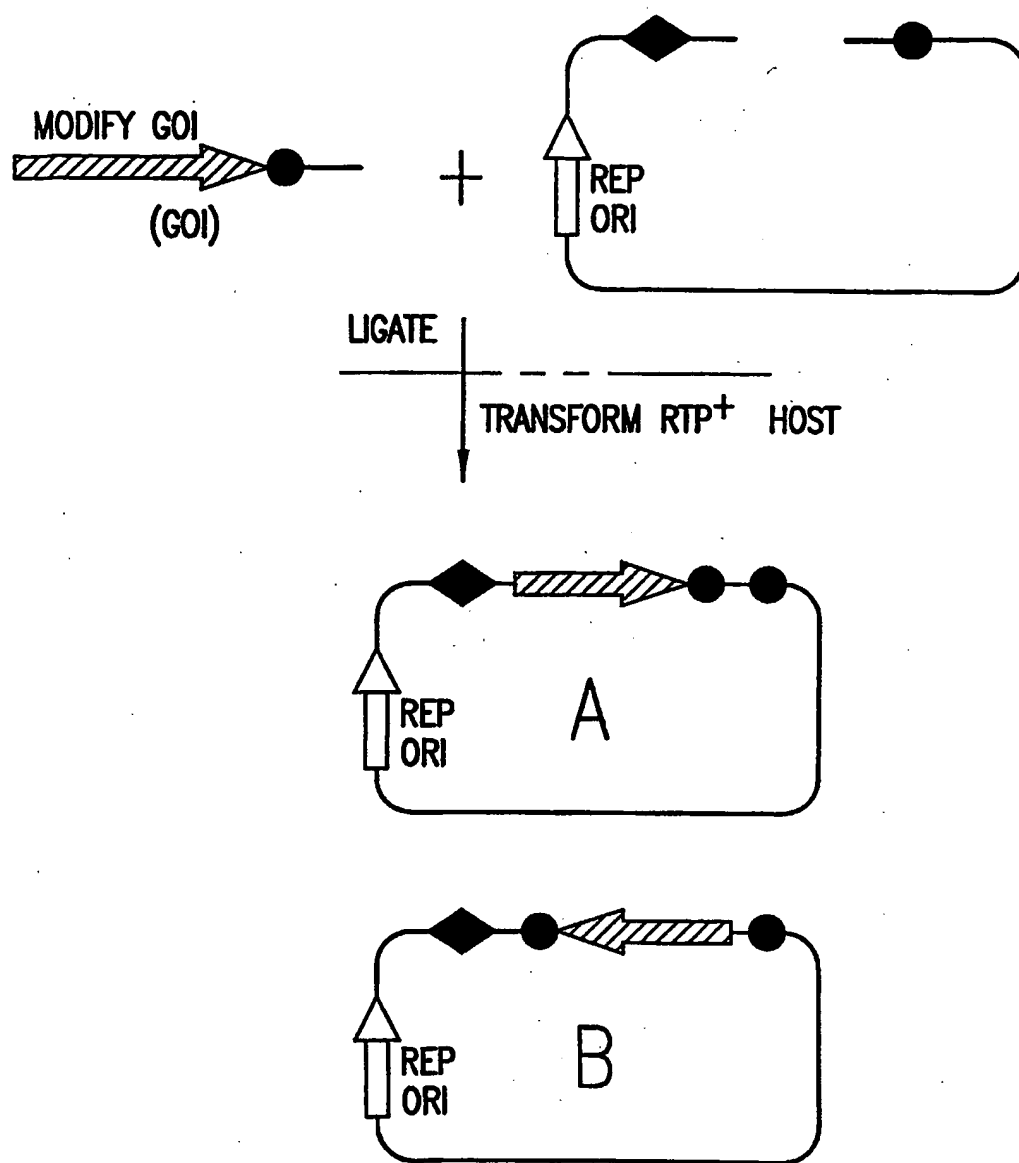 MODIFY GOI
(GOI)
+
REP
ORI
LIGATE
TRANSFORM RTP+ HOST
REP
ORI
A
REP
ORI
B